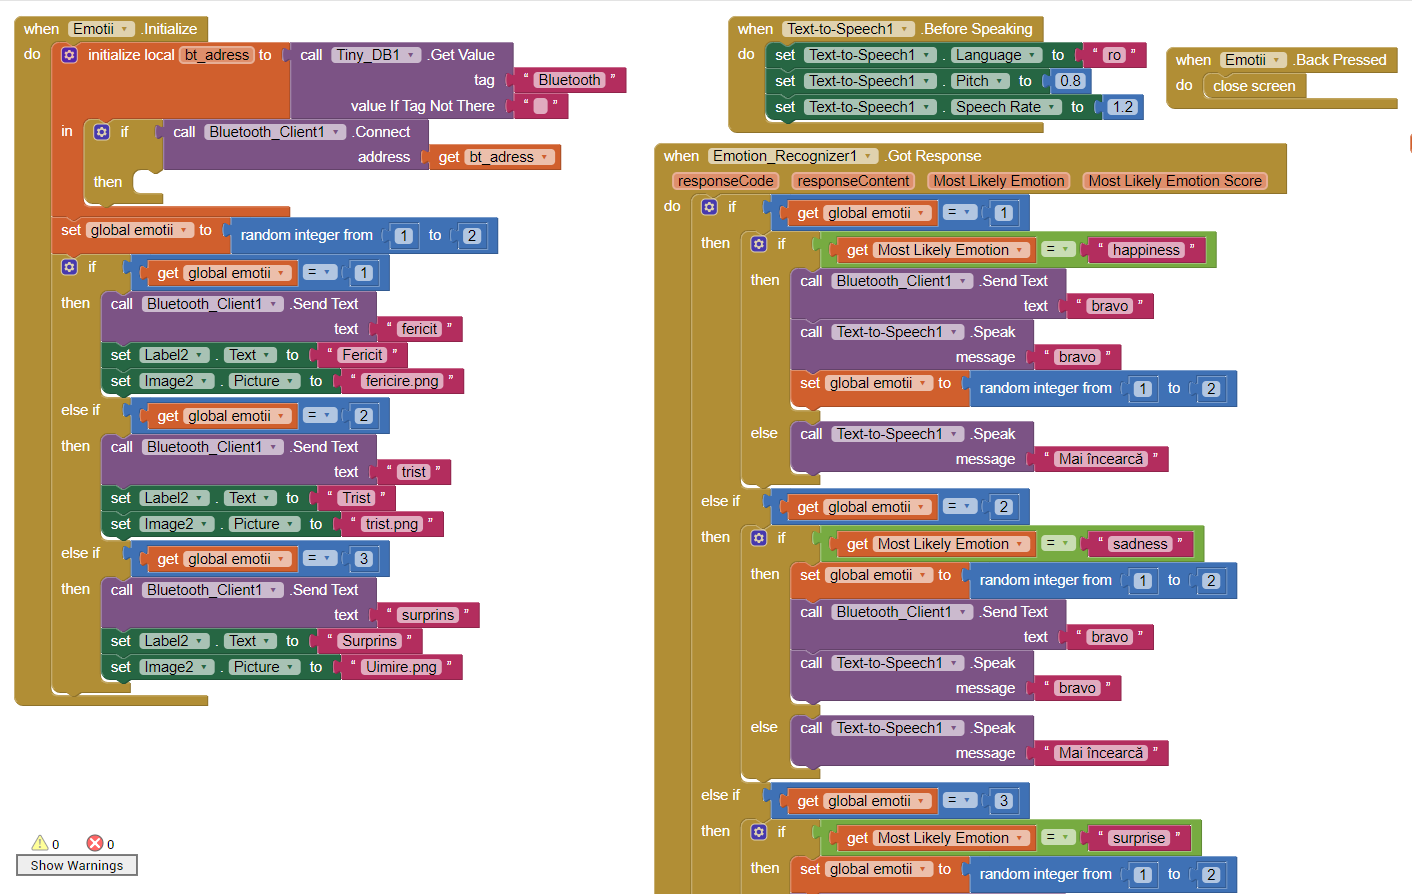 when Emotii .Initialize
do initialize local bt_adress to call Tiny_DB1 .Get Value
tag " Bluetooth "
value If Tag Not There " "
in if call Bluetooth_Client1 .Connect
address get bt_adress
then
set global emotii to random integer from 1 to 2
if get global emotii = 1
then call Bluetooth_Client1 .Send Text
text " fericit "
set Label2 . Text to " Fericit "
set Image2 . Picture to " fericire.png "
else if get global emotii = 2
then call Bluetooth_Client1 .Send Text
text " trist "
set Label2 . Text to " Trist "
set Image2 . Picture to " trist.png "
else if get global emotii = 3
then call Bluetooth_Client1 .Send Text
text " surprins "
set Label2 . Text to " Surprins "
set Image2 . Picture to " Uimire.png "
0 0
Show Warnings
when Text-to-Speech1 .Before Speaking
do set Text-to-Speech1 . Language to " ro "
set Text-to-Speech1 . Pitch to 0.8
set Text-to-Speech1 . Speech Rate to 1.2
when Emotii .Back Pressed
do close screen
when Emotion_Recognizer1 .Got Response
responseCode responseContent Most Likely Emotion Most Likely Emotion Score
do if get global emotii = 1
then if get Most Likely Emotion = " happiness "
then call Bluetooth_Client1 .Send Text
text " bravo "
call Text-to-Speech1 .Speak
message " bravo "
set global emotii to random integer from 1 to 2
else call Text-to-Speech1 .Speak
message " Mai încearcă "
else if get global emotii = 2
then if get Most Likely Emotion = " sadness "
then set global emotii to random integer from 1 to 2
call Bluetooth_Client1 .Send Text
text " bravo "
call Text-to-Speech1 .Speak
message " bravo "
else call Text-to-Speech1 .Speak
message " Mai încearcă "
else if get global emotii = 3
then if get Most Likely Emotion = " surprise "
then set global emotii to random integer from 1 to 2